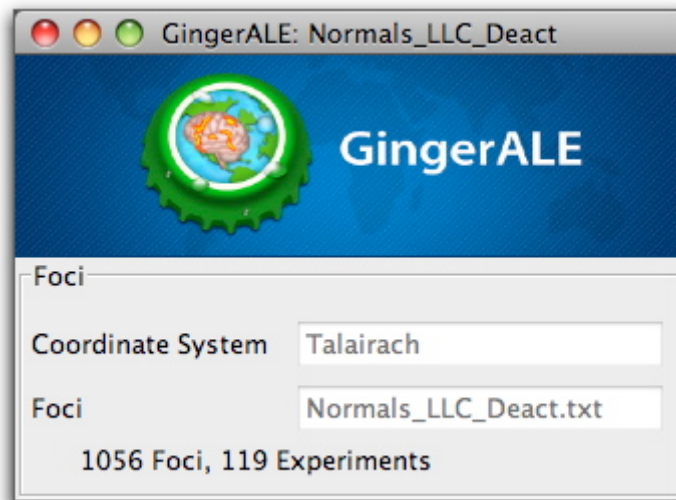 GingerALE: Normals_LLC_Deact
GingerALE
Foci
Coordinate System Talairach
Foci Normals_LLC_Deact.txt
1056 Foci, 119 Experiments